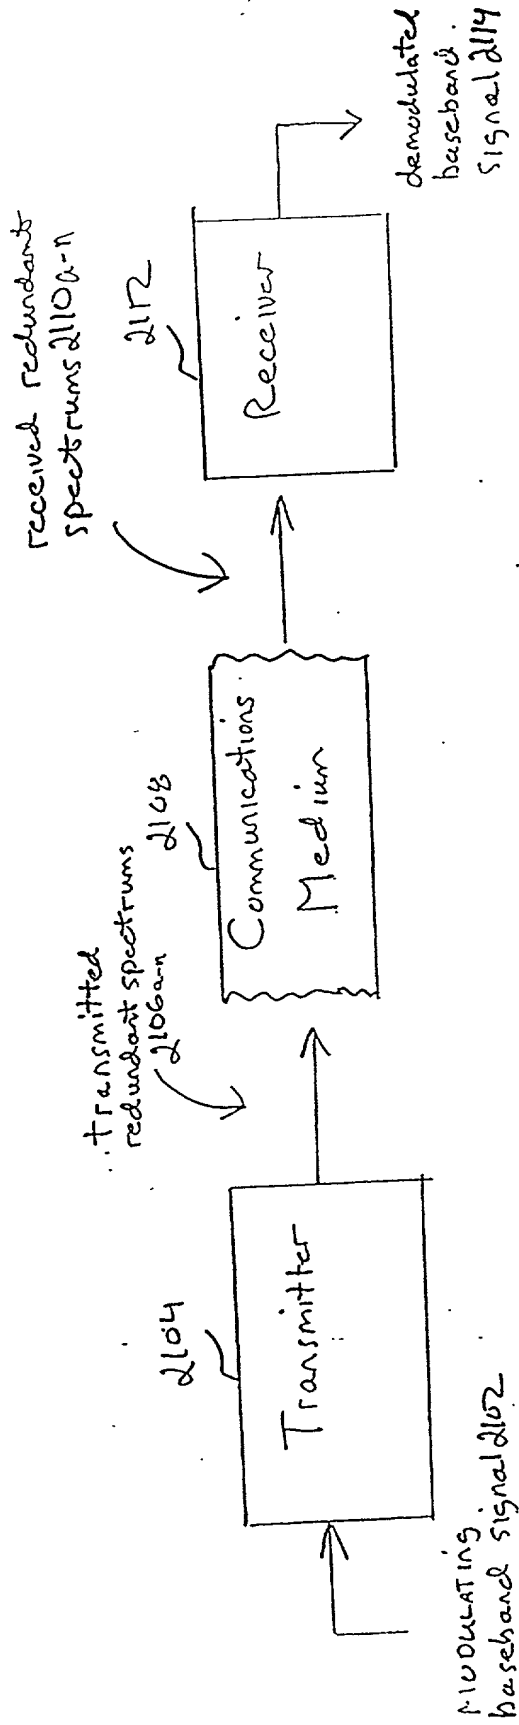 MODULATING
baseband signal 2102
2104
Transmitter
transmitted
redundant spectrums
2106a-n
2108
Communications
Medium
received redundant
spectrums 2110a-n
2112
Receiver
demodulated
baseband
signal 2114